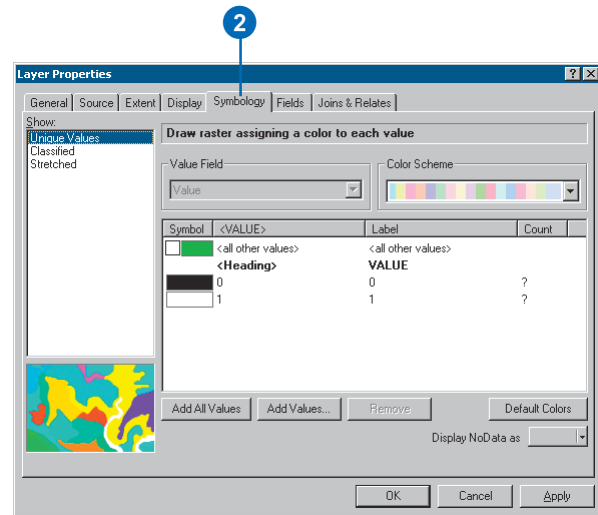 2
Layer Properties
General Source Extent Display Symbology Fields Joins & Relates
Show:
Unique Values
Classified
Stretched
Draw raster assigning a color to each value
Value Field
Value
Color Scheme
Symbol <VALUE> Label Count
<all other values> <all other values>
<Heading> VALUE
0 0 ?
1 1 ?
Add All Values Add Values... Remove Default Colors
Display NoData as
OK Cancel Apply